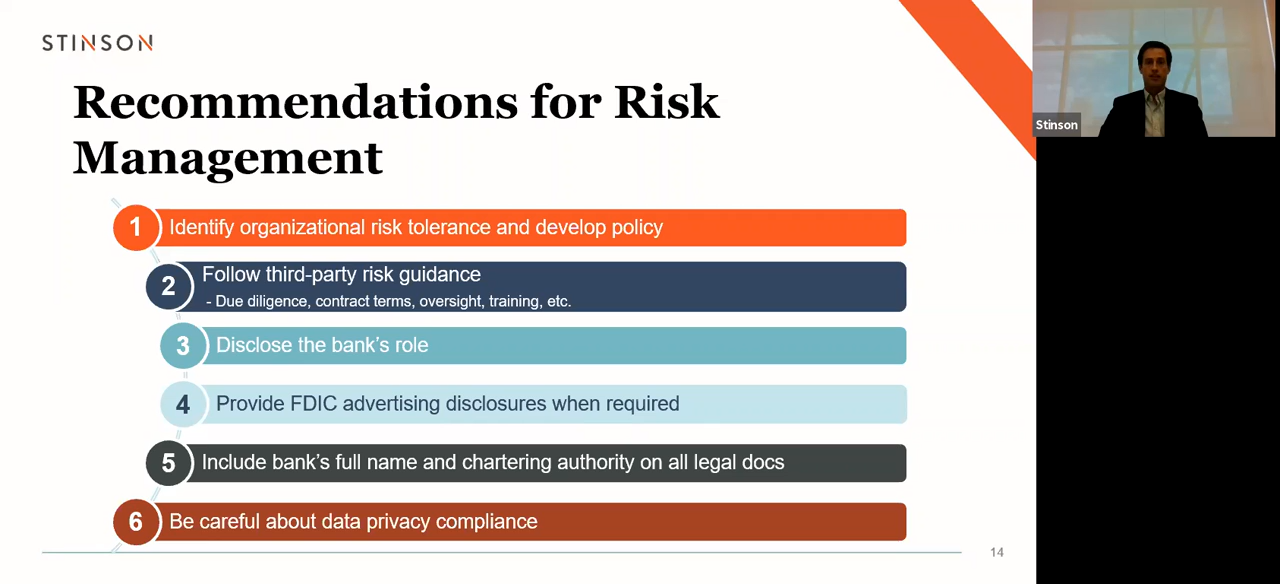 STINSON
Recommendations for Risk
Management
1 Identify organizational risk tolerance and develop policy
2 Follow third-party risk guidance
- Due diligence, contract terms, oversight, training, etc.
3 Disclose the bank’s role
4 Provide FDIC advertising disclosures when required
5 Include bank’s full name and chartering authority on all legal docs
6 Be careful about data privacy compliance
14
Stinson